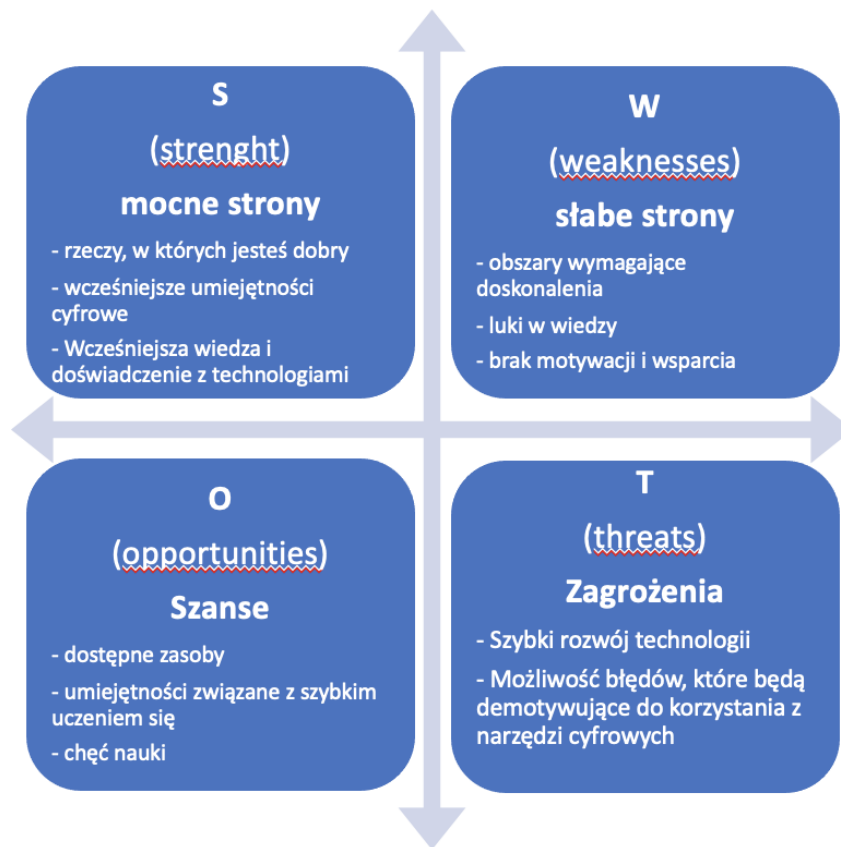 S
(strenght)
mocne strony
- rzeczy, w których jesteś dobry
- wcześniejsze umiejętności
cyfrowe
- Wcześniejsza wiedza i
doświadczenie z technologiami
W
(weaknesses)
słabe strony
- obszary wymagające
doskonalenia
- luki w wiedzy
- brak motywacji i wsparcia
O
(opportunities)
Szanse
- dostępne zasoby
- umiejętności związane z szybkim
uczeniem się
- chęć nauki
T
(threats)
Zagrożenia
- Szybki rozwój technologii
- Możliwość błędów, które będą
demotywujące do korzystania z
narzędzi cyfrowych